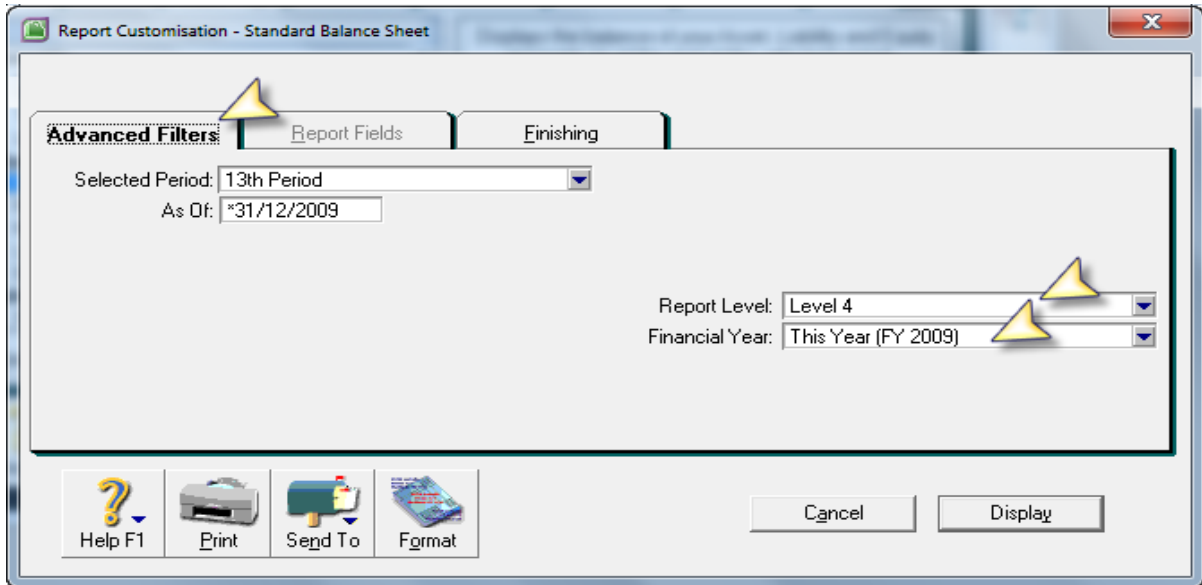 Report Customisation - Standard Balance Sheet
Advanced Filters
Report Fields
Finishing
Selected Period: 13th Period
As Of: *31/12/2009
Report Level: Level 4
Financial Year: This Year (FY 2009)
Help F1
Print
Send To
Format
Cancel
Display